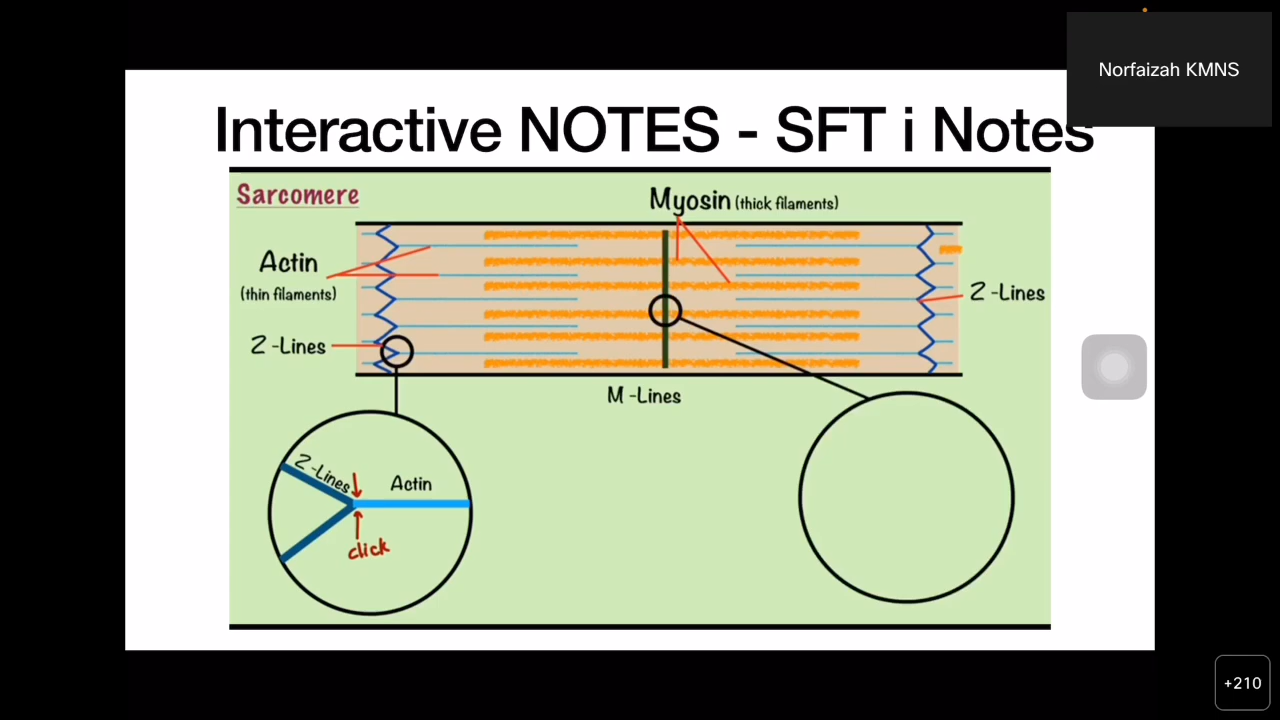 Norfaizah KMNS
Interactive NOTES - SFT i Notes
Sarcomere
Myosin (thick filaments)
Actin
(thin filaments)
Z -Lines
Z -Lines
M -Lines
Z -Lines
Actin
click
+210